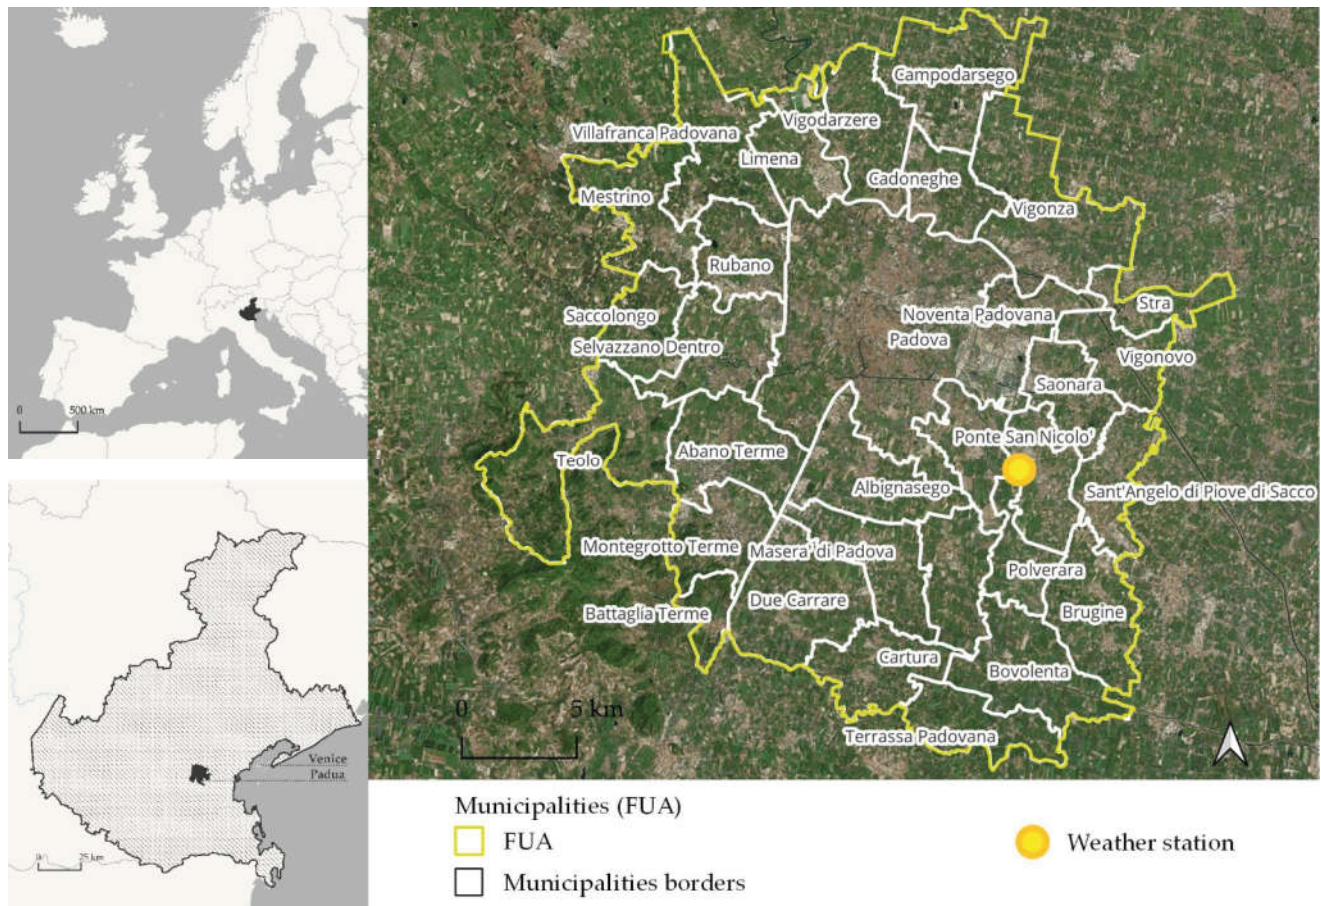 0 500 km
Venice
Padua
0 25 km
Campodarsego
Vigodarzere
Villafranca Padovana
Limena
Cadoneghe
Mestrino
Vigonza
Rubano
Stra
Saccolongo
Noventa Padovana
Padova
Selvazzano Dentro
Vigonovo
Saonara
Ponte San Nicolo'
Abano Terme
Teolo
Albignasego
Sant'Angelo di Piove di Sacco
Montegrotto Terme
Masera' di Padova
Polverara
Due Carrare
Battaglia Terme
Brugine
Cartura
Bovolenta
0 5 km
Terrassa Padovana
Municipalities (FUA)
FUA
Weather station
Municipalities borders